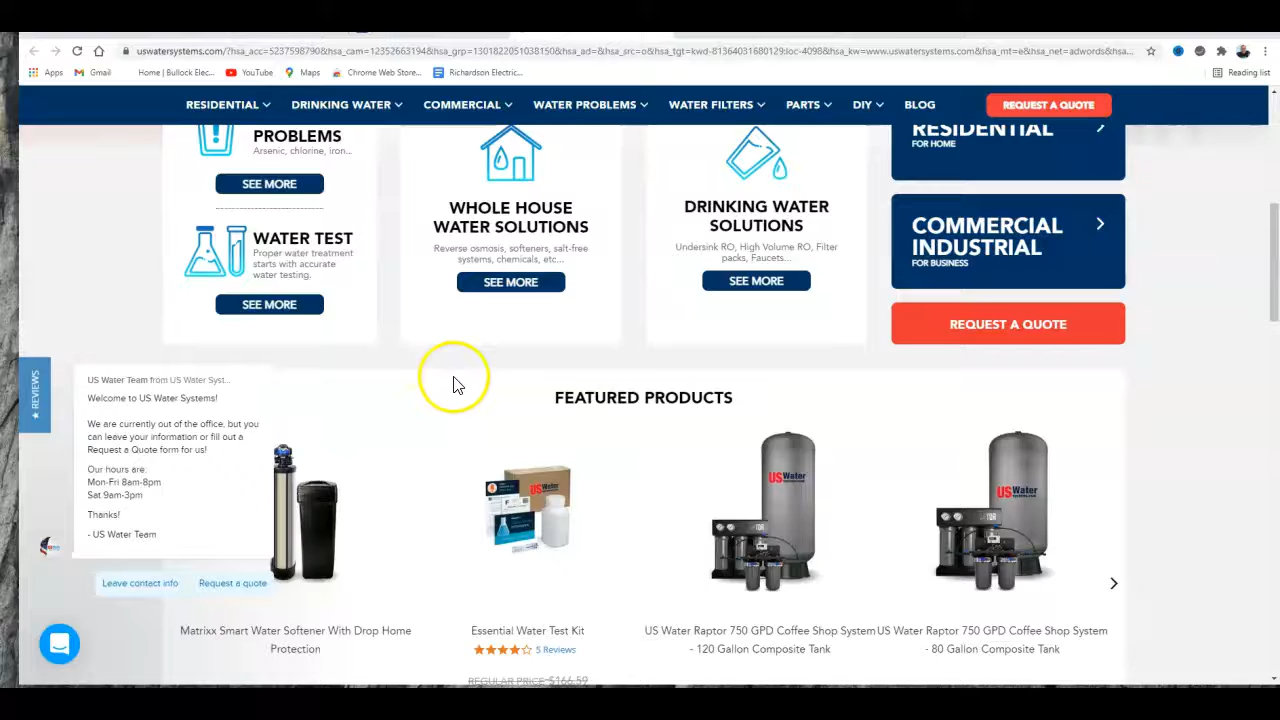 uswatersystems.com/?hsa_acc=5237598790&hsa_cam=12352663194&hsa_grp=1301822051038150&hsa_ad=&hsa_src=o&hsa_tgt=kwd-81364031680129:loc-4098&hsa_kw=www.uswatersystems.com&hsa_mt=e&hsa_net=adwords&hsa_...
Apps Gmail Home | Bullock Elec... YouTube Maps Chrome Web Store... Richardson Electric... Reading list
RESIDENTIAL DRINKING WATER COMMERCIAL WATER PROBLEMS WATER FILTERS PARTS DIY BLOG REQUEST A QUOTE
PROBLEMS
Arsenic, chlorine, iron...
SEE MORE
WATER TEST
Proper water treatment
starts with accurate
water testing.
SEE MORE
WHOLE HOUSE
WATER SOLUTIONS
Reverse osmosis, softeners, salt-free
systems, chemicals, etc...
SEE MORE
DRINKING WATER
SOLUTIONS
Undersink RO, High Volume RO, Filter
packs, Faucets...
SEE MORE
RESIDENTIAL
FOR HOME
COMMERCIAL
INDUSTRIAL
FOR BUSINESS
REQUEST A QUOTE
★ REVIEWS
US Water Team from US Water Syst...
Welcome to US Water Systems!
We are currently out of the office, but you
can leave your information or fill out a
Request a Quote form for us!
Our hours are:
Mon-Fri 8am-8pm
Sat 9am-3pm
Thanks!
- US Water Team
Leave contact info Request a quote
FEATURED PRODUCTS
USWater
USWater
Matrixx Smart Water Softener With Drop Home
Protection
Essential Water Test Kit
5 Reviews
REGULAR PRICE $166.59
US Water Raptor 750 GPD Coffee Shop System
- 120 Gallon Composite Tank
US Water Raptor 750 GPD Coffee Shop System
- 80 Gallon Composite Tank